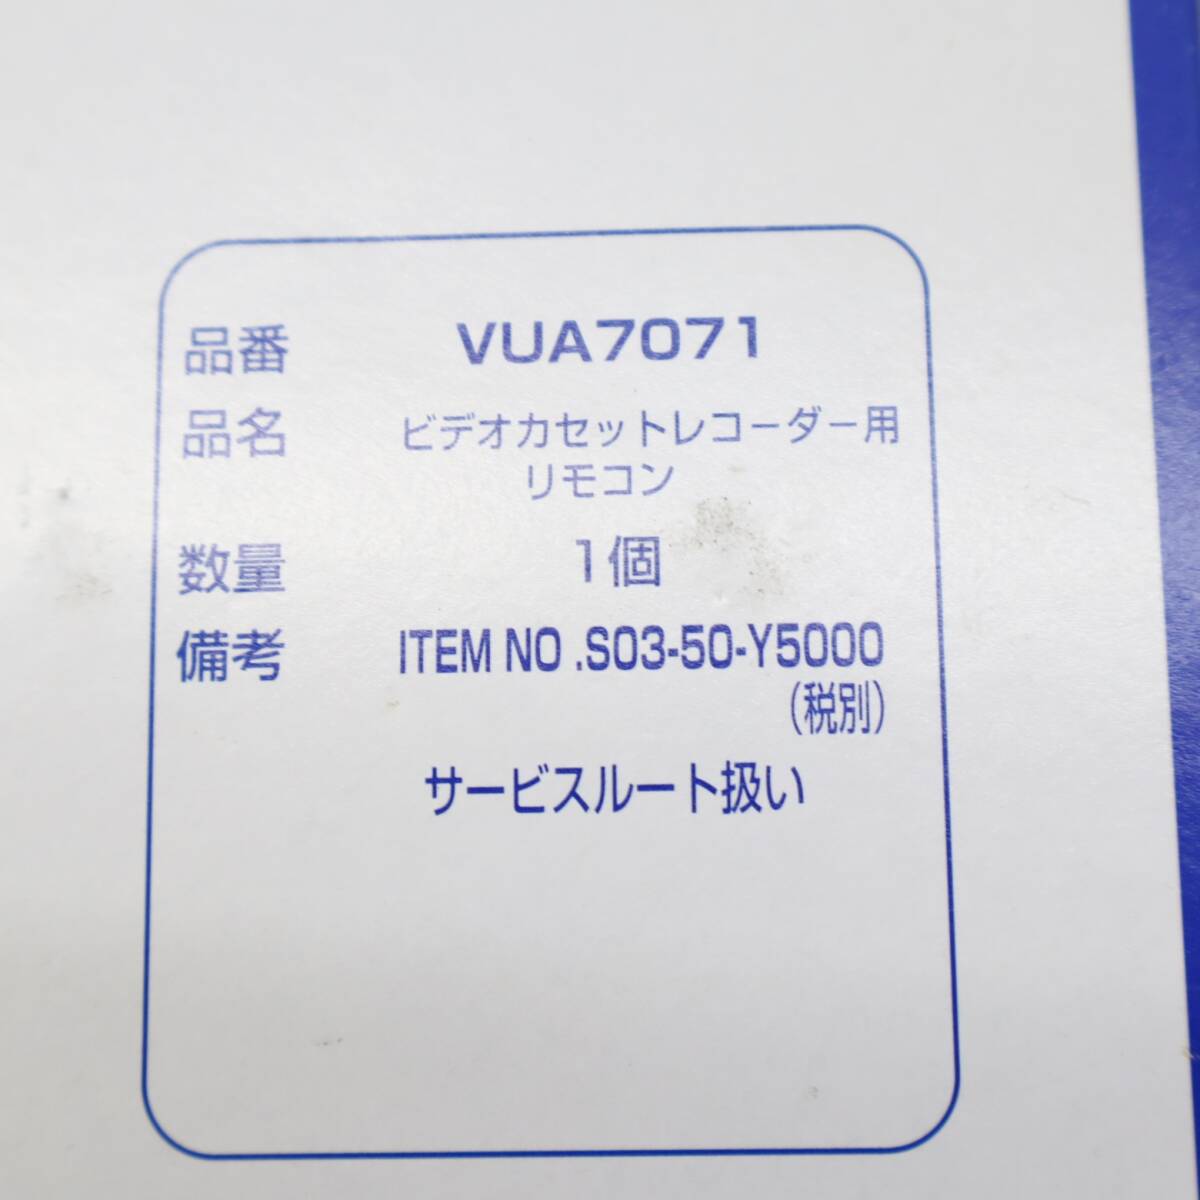 品番 VUA7071
品名 ビデオカセットレコーダー用
リモコン
数量 1個
備考 ITEM NO .S03-50-Y5000
(税別)
サービスルート扱い